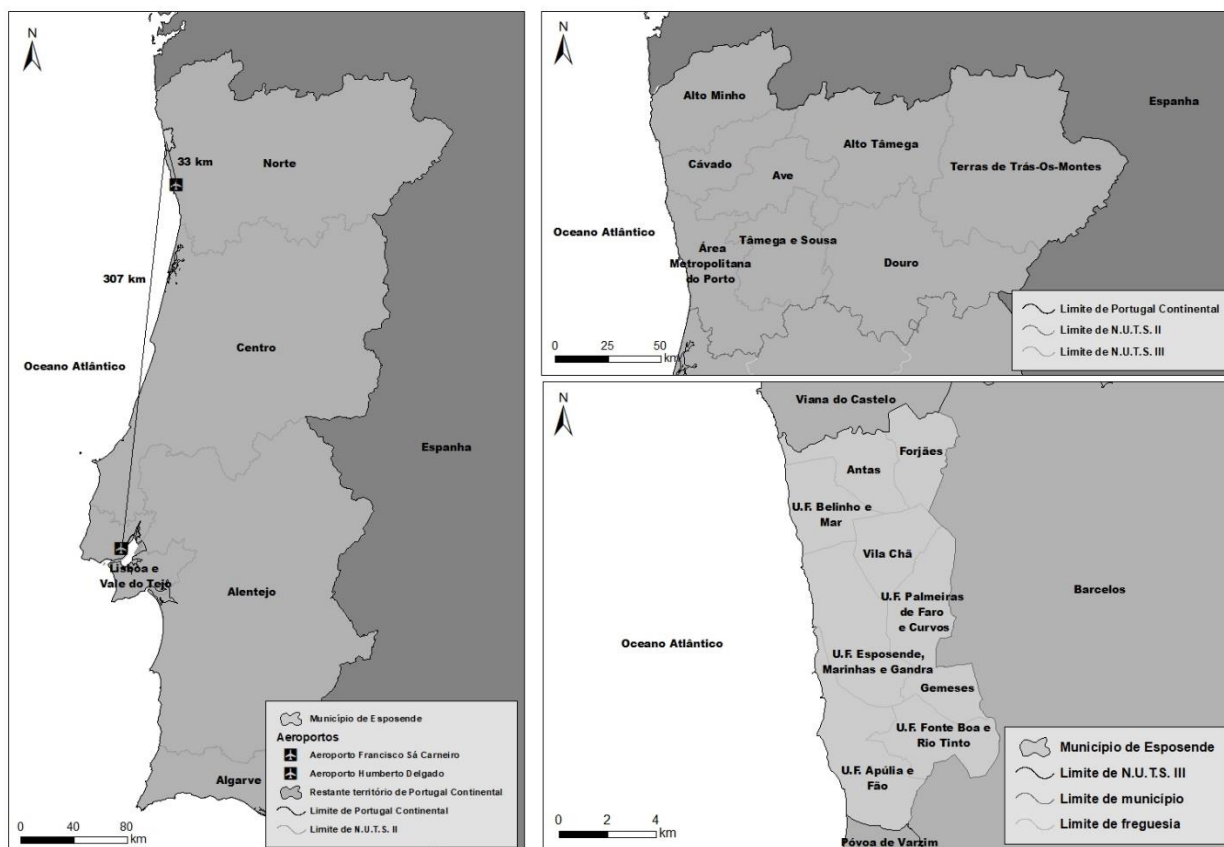 N
33 km
Norte
307 km
Centro
Oceano Atlântico
Espanha
Lisboa e
Vale do Tejo
Alentejo
Algarve
0 40 80
km
Município de Esposende
Aeroportos
Aeroporto Francisco Sá Carneiro
Aeroporto Humberto Delgado
Restante território de Portugal Continental
Limite de Portugal Continental
Limite de N.U.T.S. II
N
Alto Minho
Espanha
Alto Tâmega
Cávado
Terras de Trás-Os-Montes
Ave
Oceano Atlântico
Tâmega e Sousa
Área
Metropolitana
do Porto
Douro
0 25 50
km
Limite de Portugal Continental
Limite de N.U.T.S. II
Limite de N.U.T.S. III
N
Viana do Castelo
Forjães
Antas
U.F. Belinho e
Mar
Vila Chã
Barcelos
U.F. Palmeiras
de Faro
e Curvos
Oceano Atlântico
U.F. Esposende,
Marinhas e Gandra
Gemeses
U.F. Fonte Boa e
Rio Tinto
U.F. Apúlia e
Fão
0 2 4
km
Póvoa de Varzim
Município de Esposende
Limite de N.U.T.S. III
Limite de município
Limite de freguesia